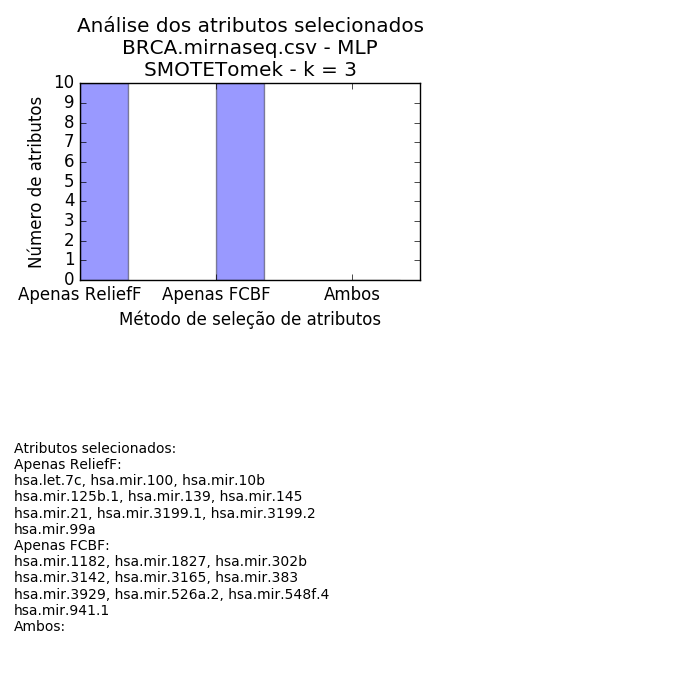 Análise dos atributos selecionados
BRCA.mirnaseq.csv - MLP
SMOTETomek - k = 3
10
9
8
7
6
5
4
3
2
1
0
Número de atributos
Apenas ReliefF
Apenas FCBF
Ambos
Método de seleção de atributos
Atributos selecionados:
Apenas ReliefF:
hsa.let.7c, hsa.mir.100, hsa.mir.10b
hsa.mir.125b.1, hsa.mir.139, hsa.mir.145
hsa.mir.21, hsa.mir.3199.1, hsa.mir.3199.2
hsa.mir.99a
Apenas FCBF:
hsa.mir.1182, hsa.mir.1827, hsa.mir.302b
hsa.mir.3142, hsa.mir.3165, hsa.mir.383
hsa.mir.3929, hsa.mir.526a.2, hsa.mir.548f.4
hsa.mir.941.1
Ambos: